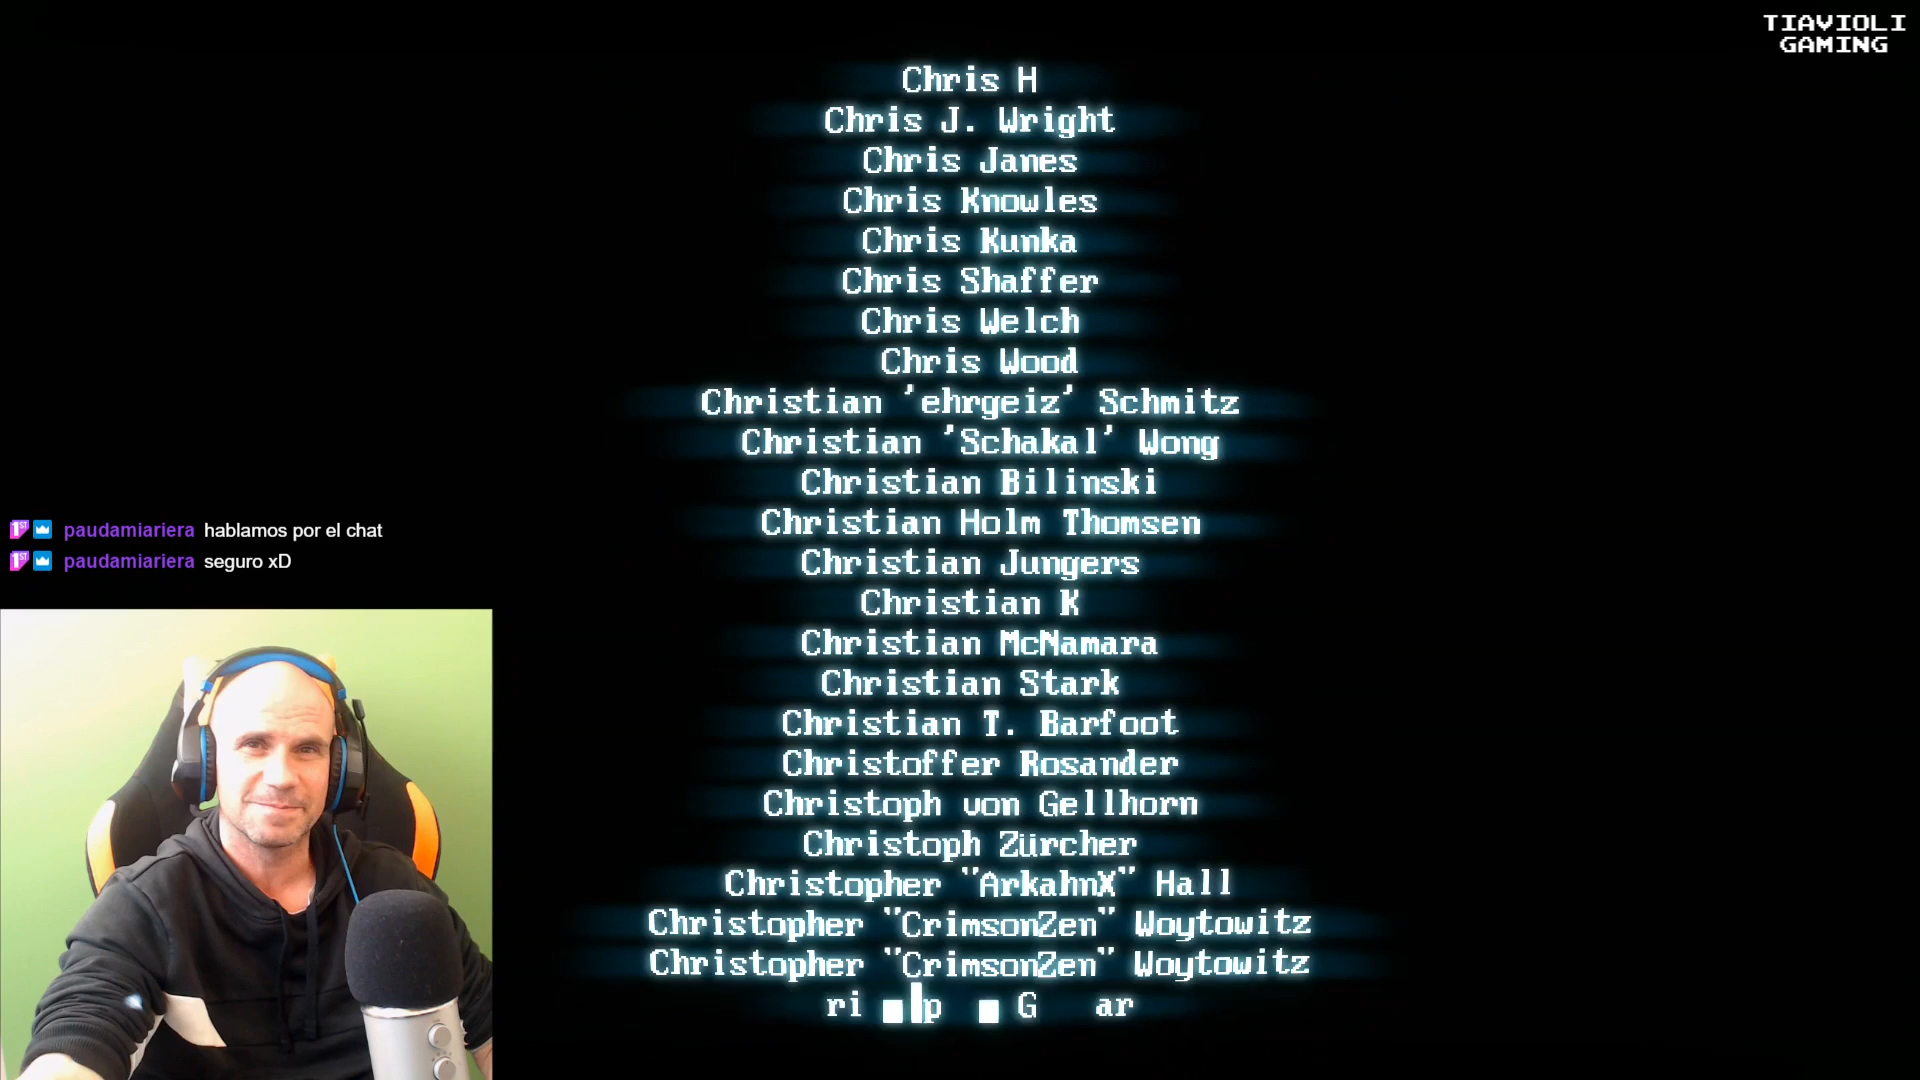 TIAVIOLI
GAMING
Chris H
Chris J. Wright
Chris Janes
Chris Knowles
Chris Kunka
Chris Shaffer
Chris Welch
Chris Wood
Christian 'ehrgeiz' Schmitz
Christian 'Schakal' Wong
Christian Bilinski
Christian Holm Thomsen
Christian Jungers
Christian K
Christian McNamara
Christian Stark
Christian T. Barfoot
Christoffer Rosander
Christoph von Gellhorn
Christoph Zürcher
Christopher "ArkahnX" Hall
Christopher "CrimsonZen" Woytowitz
Christopher "CrimsonZen" Woytowitz
paudamiariera hablamos por el chat
paudamiariera seguro xD